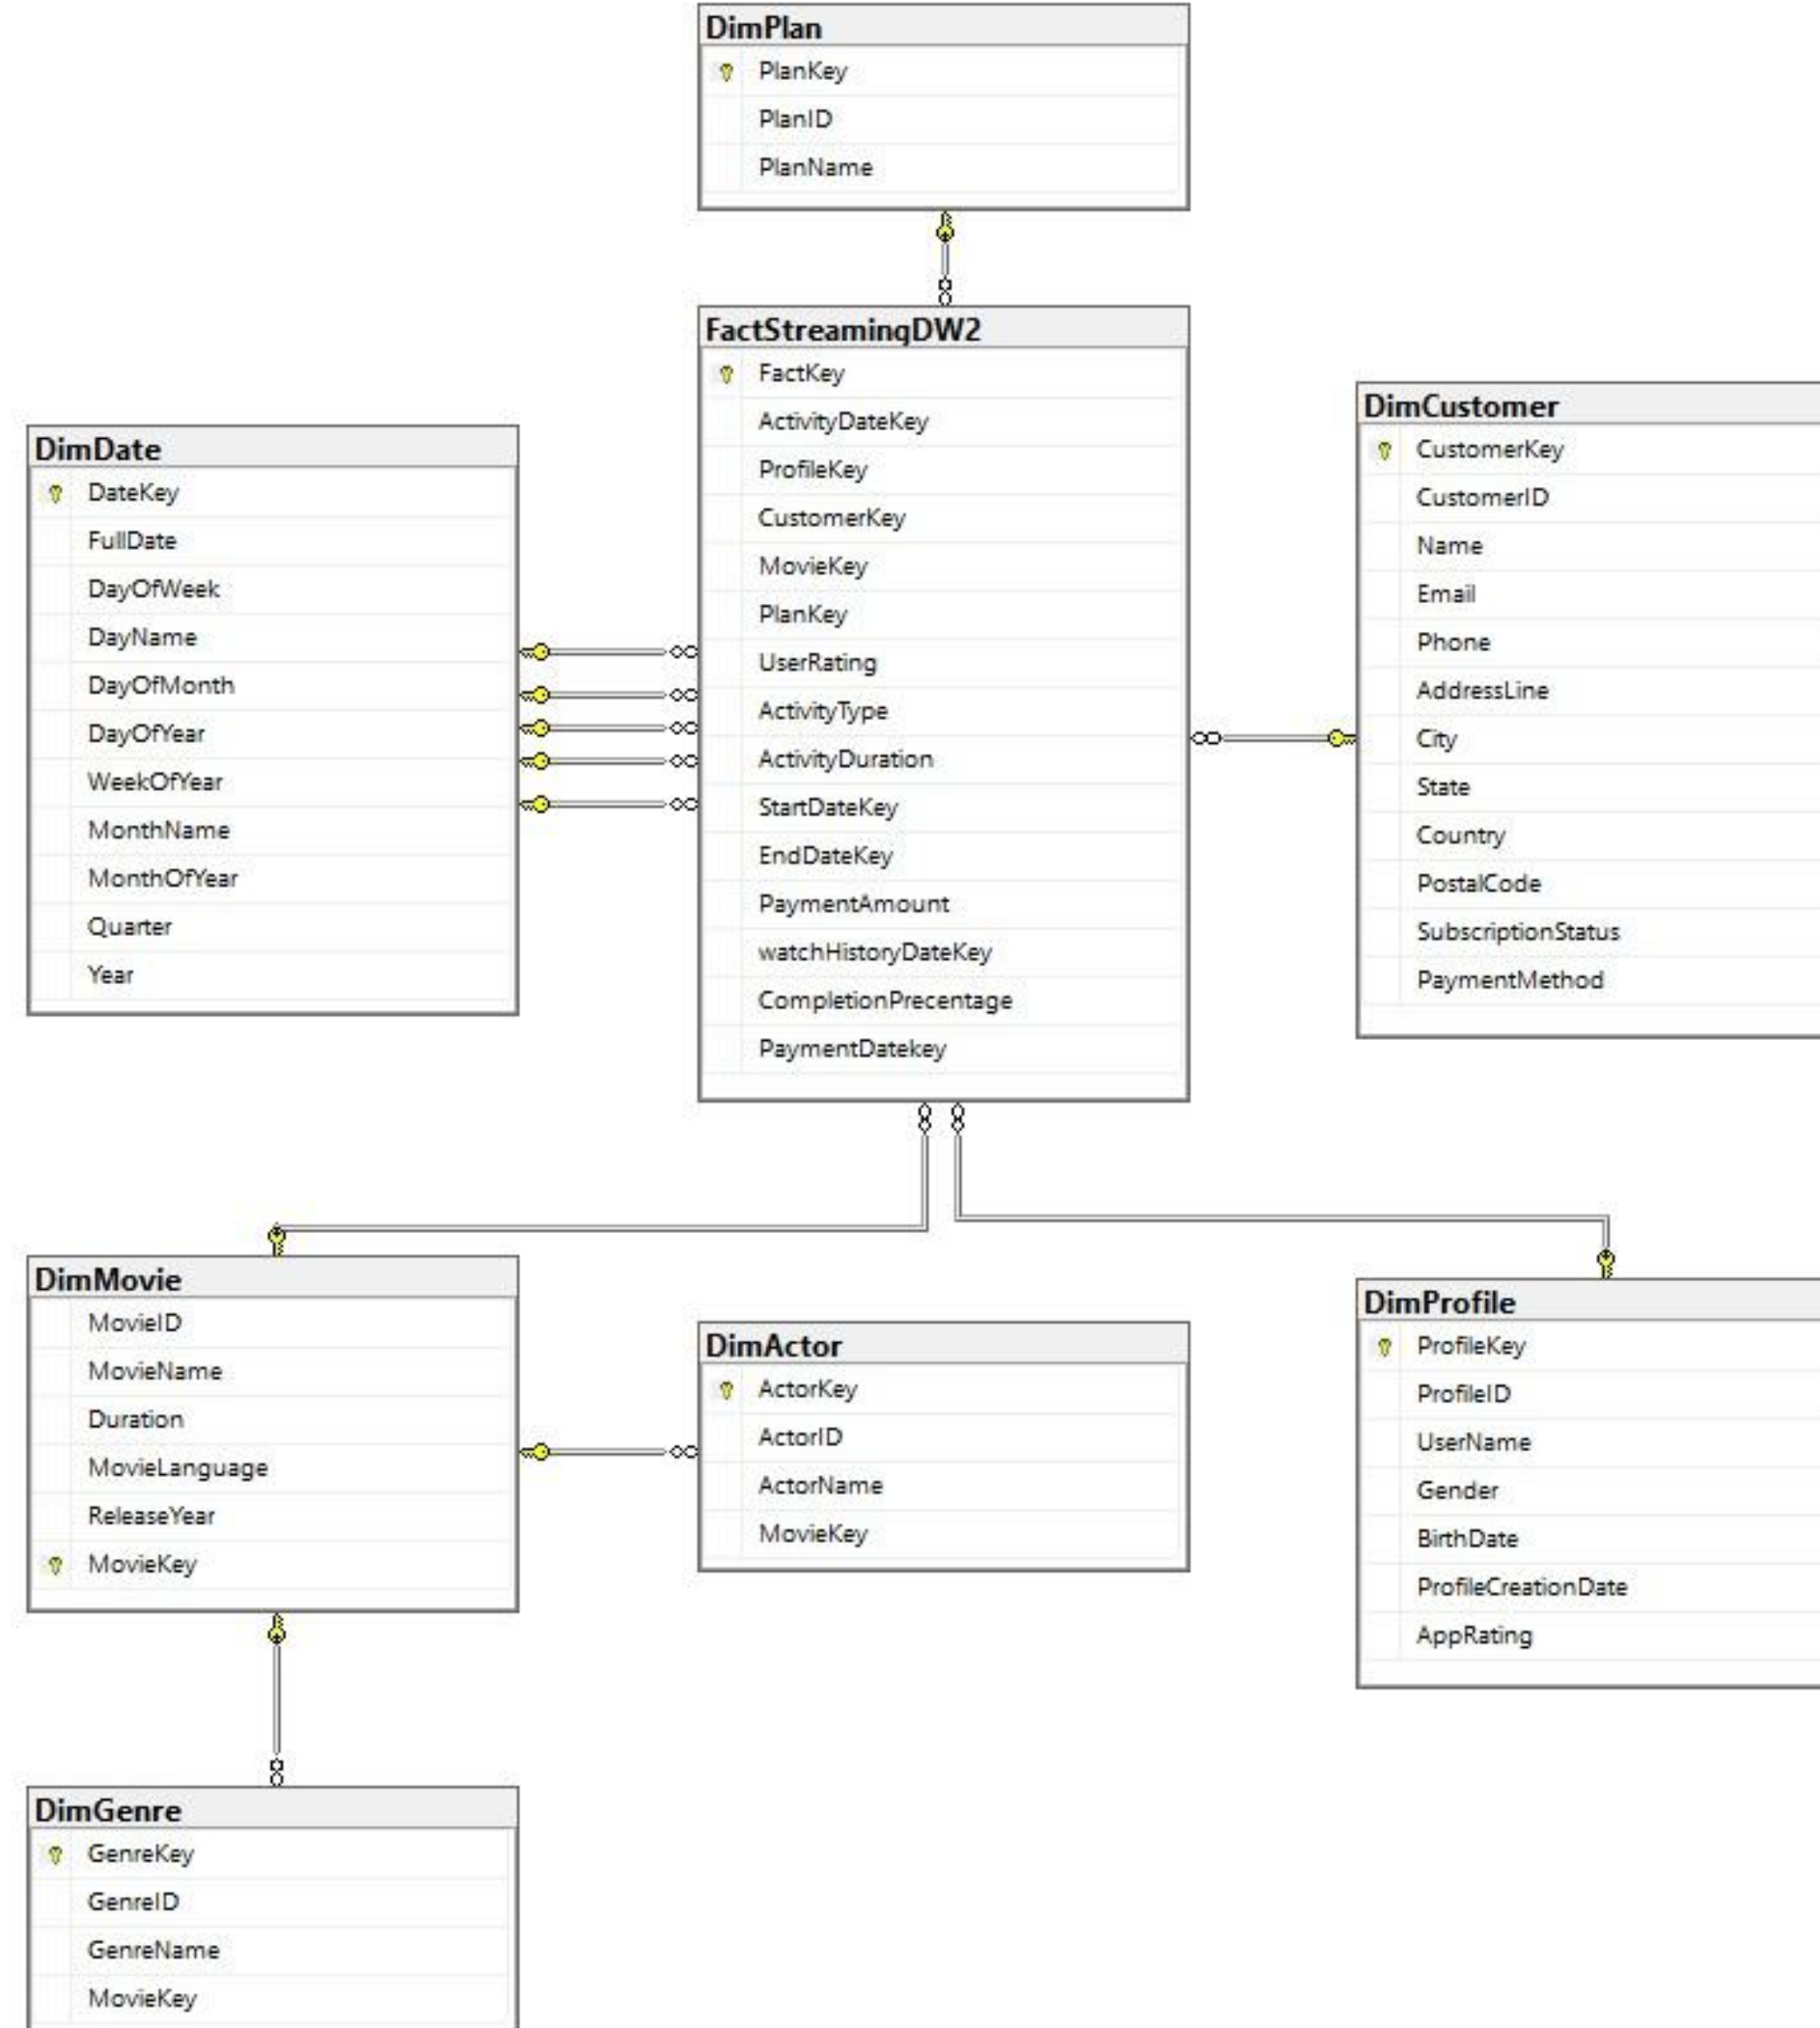 DimPlan
PlanKey
PlanID
PlanName
FactStreamingDW2
FactKey
ActivityDateKey
ProfileKey
CustomerKey
MovieKey
PlanKey
UserRating
ActivityType
ActivityDuration
StartDateKey
EndDateKey
PaymentAmount
watchHistoryDateKey
CompletionPrecentage
PaymentDatekey
DimDate
DateKey
FullDate
DayOfWeek
DayName
DayOfMonth
DayOfYear
WeekOfYear
MonthName
MonthOfYear
Quarter
Year
DimCustomer
CustomerKey
CustomerID
Name
Email
Phone
AddressLine
City
State
Country
PostalCode
SubscriptionStatus
PaymentMethod
DimMovie
MovieID
MovieName
Duration
MovieLanguage
ReleaseYear
MovieKey
DimActor
ActorKey
ActorID
ActorName
MovieKey
DimProfile
ProfileKey
ProfileID
UserName
Gender
BirthDate
ProfileCreationDate
AppRating
DimGenre
GenreKey
GenreID
GenreName
MovieKey